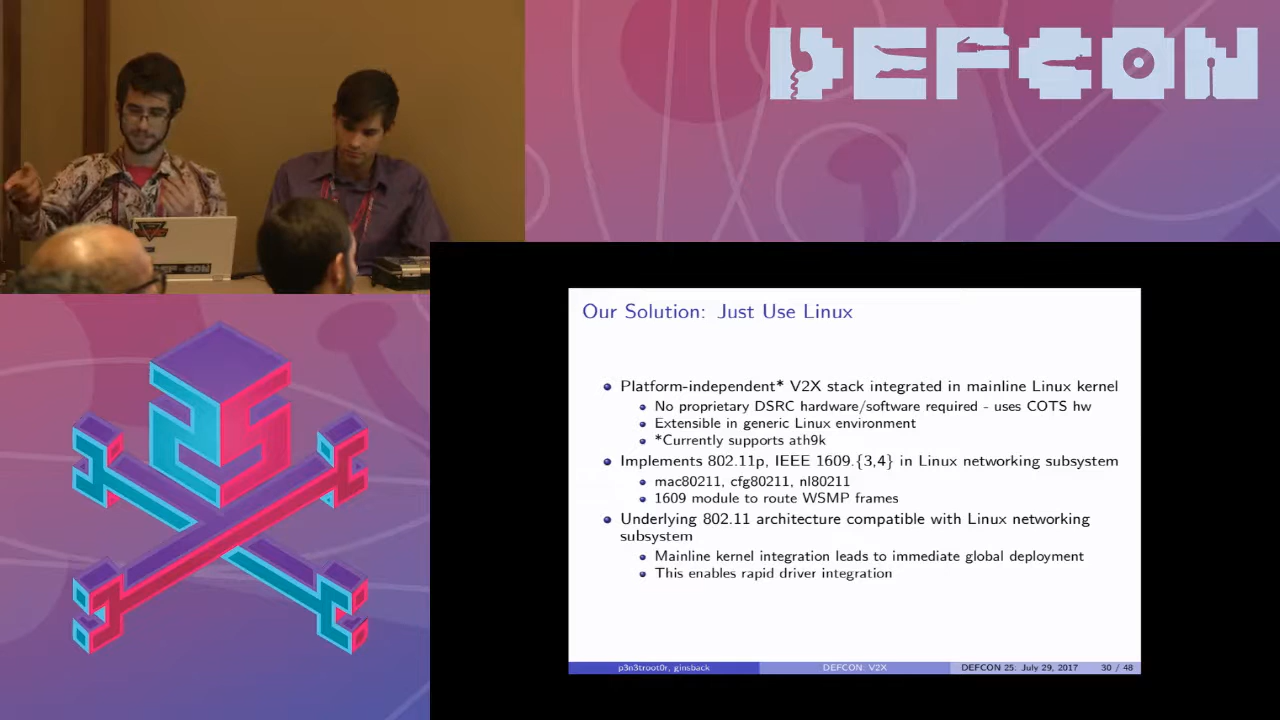 DEFCON
DEF CON
Our Solution: Just Use Linux
Platform-independent* V2X stack integrated in mainline Linux kernel
No proprietary DSRC hardware/software required - uses COTS hw
Extensible in generic Linux environment
*Currently supports ath9k
Implements 802.11p, IEEE 1609.{3,4} in Linux networking subsystem
mac80211, cfg80211, nl80211
1609 module to route WSMP frames
Underlying 802.11 architecture compatible with Linux networking
subsystem
Mainline kernel integration leads to immediate global deployment
This enables rapid driver integration
p3n3troot0r, ginsback
DEFCON: V2X
DEFCON 25: July 29, 2017
30 / 48